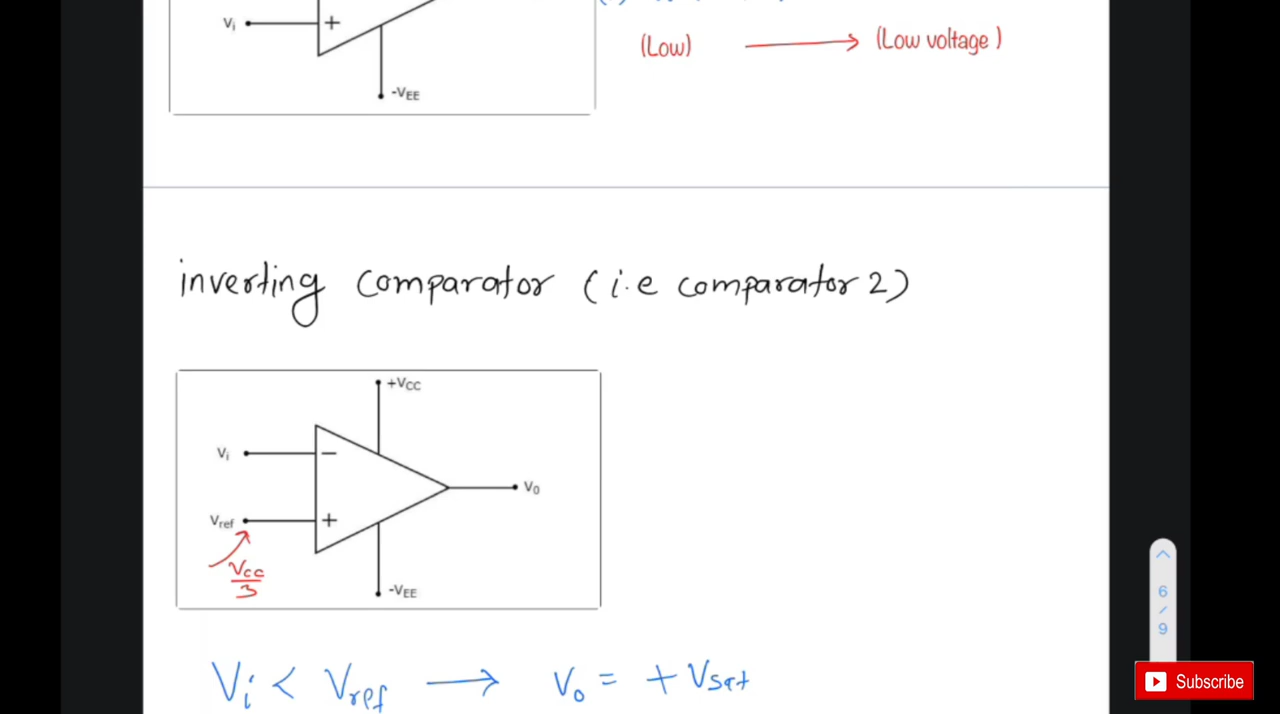 Vi
+
(Low) (Low voltage)
-VEE
inverting comparator (i.e comparator 2)
+VCC
Vi
−
V0
Vref
+
Vcc/3
-VEE
6
/
9
Vi < Vref → Vo = + Vsat
Subscribe